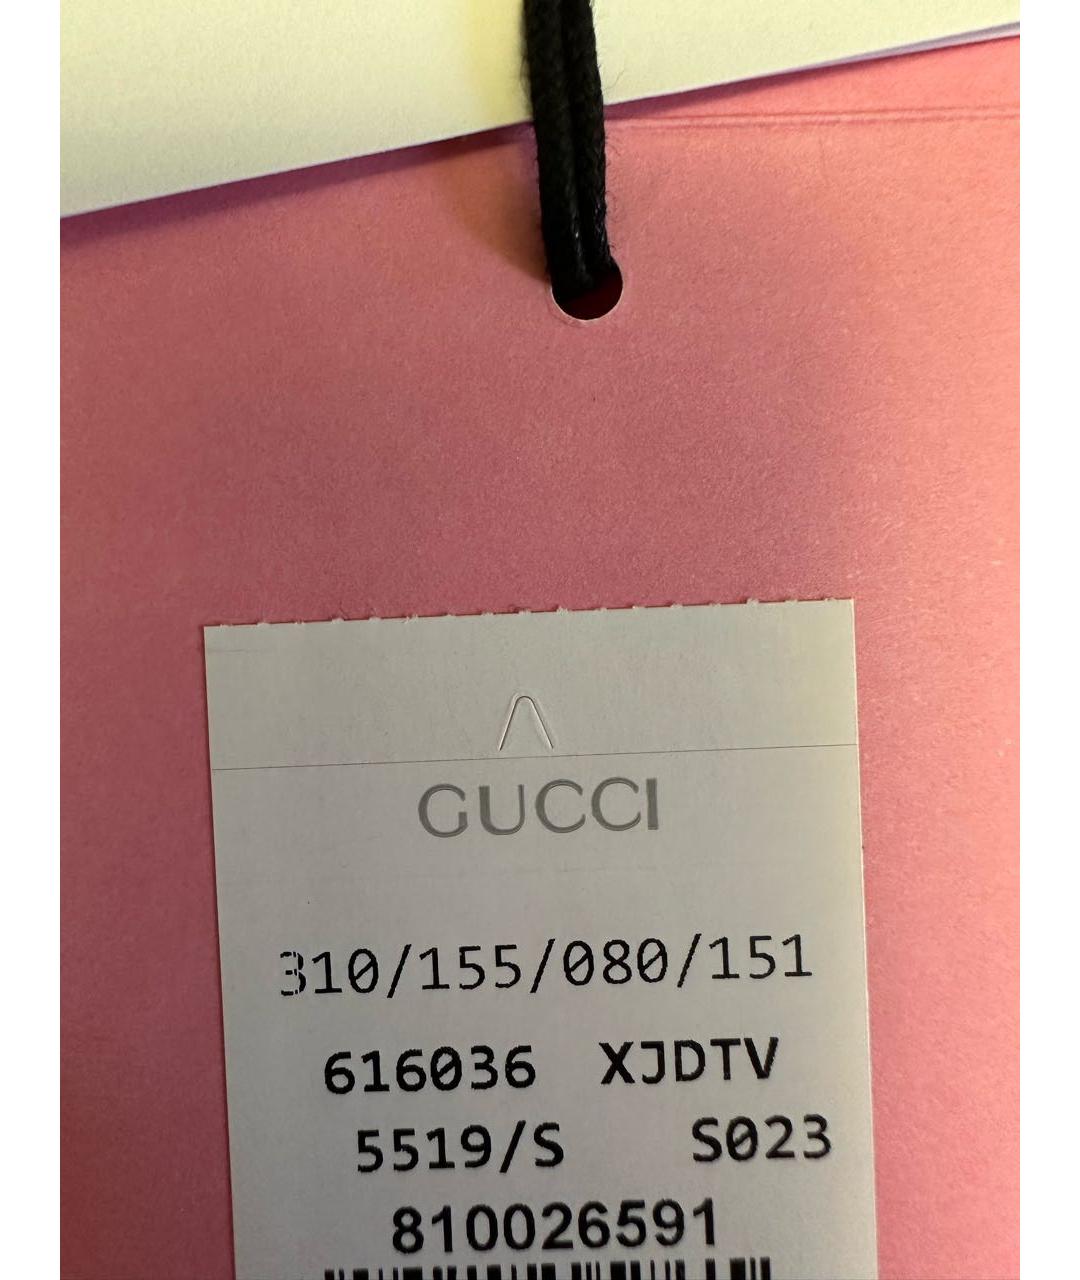 GUCCI
310/155/080/151
616036 XJDTV
5519/S S023
810026591